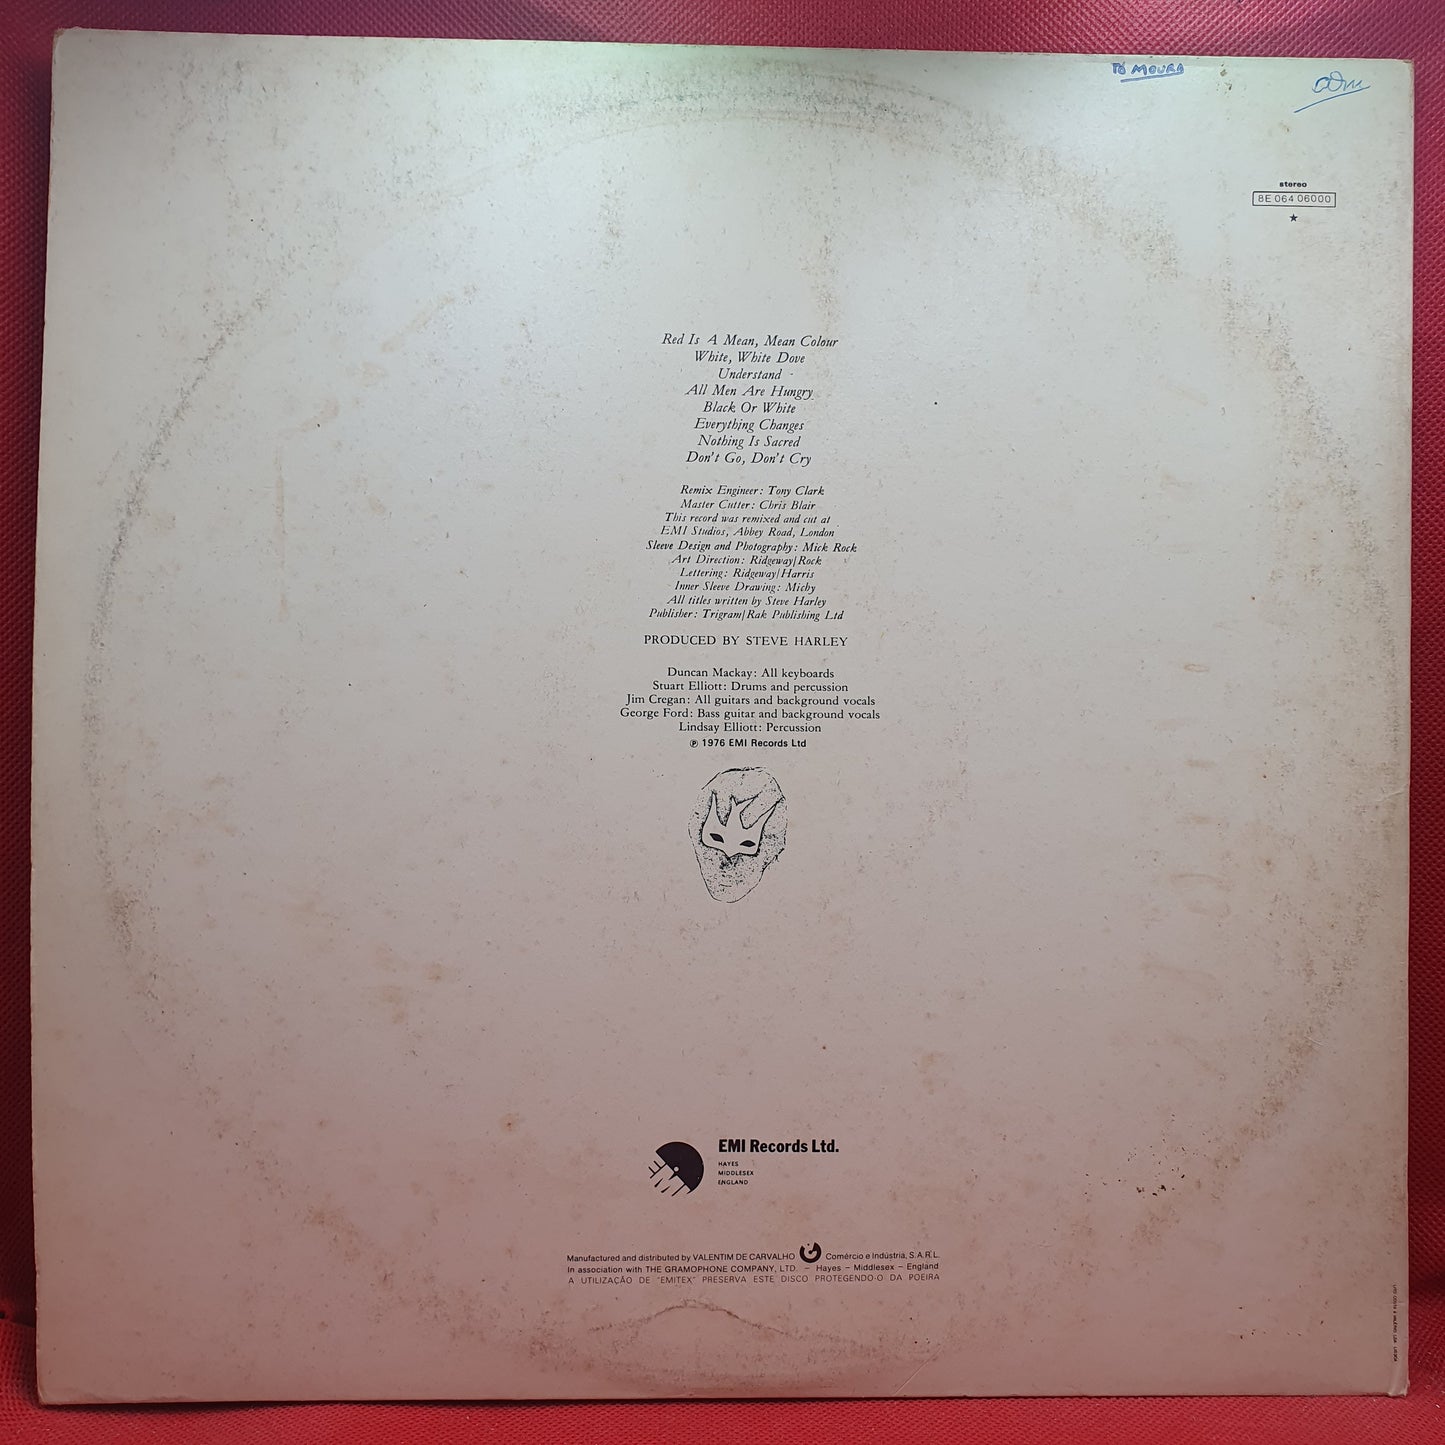 TÓ MOURA
stereo
8E 064 06000
★
Red Is A Mean, Mean Colour
White, White Dove
Understand
All Men Are Hungry
Black Or White
Everything Changes
Nothing Is Sacred
Don't Go, Don't Cry
Remix Engineer: Tony Clark
Master Cutter: Chris Blair
This record was remixed and cut at
EMI Studios, Abbey Road, London
Sleeve Design and Photography: Mick Rock
Art Direction: Ridgeway/Rock
Lettering: Ridgeway/Harris
Inner Sleeve Drawing: Michy
All titles written by Steve Harley
Publisher: Trigram/Rak Publishing Ltd
PRODUCED BY STEVE HARLEY
Duncan Mackay: All keyboards
Stuart Elliott: Drums and percussion
Jim Cregan: All guitars and background vocals
George Ford: Bass guitar and background vocals
Lindsay Elliott: Percussion
℗ 1976 EMI Records Ltd
EMI
EMI Records Ltd.
HAYES
MIDDLESEX
ENGLAND
Manufactured and distributed by VALENTIM DE CARVALHO Comércio e Indústria, S.A.R.L.
In association with THE GRAMOPHONE COMPANY, LTD. – Hayes – Middlesex – England
A UTILIZAÇÃO DE "EMITEX" PRESERVA ESTE DISCO PROTEGENDO-O DA POEIRA